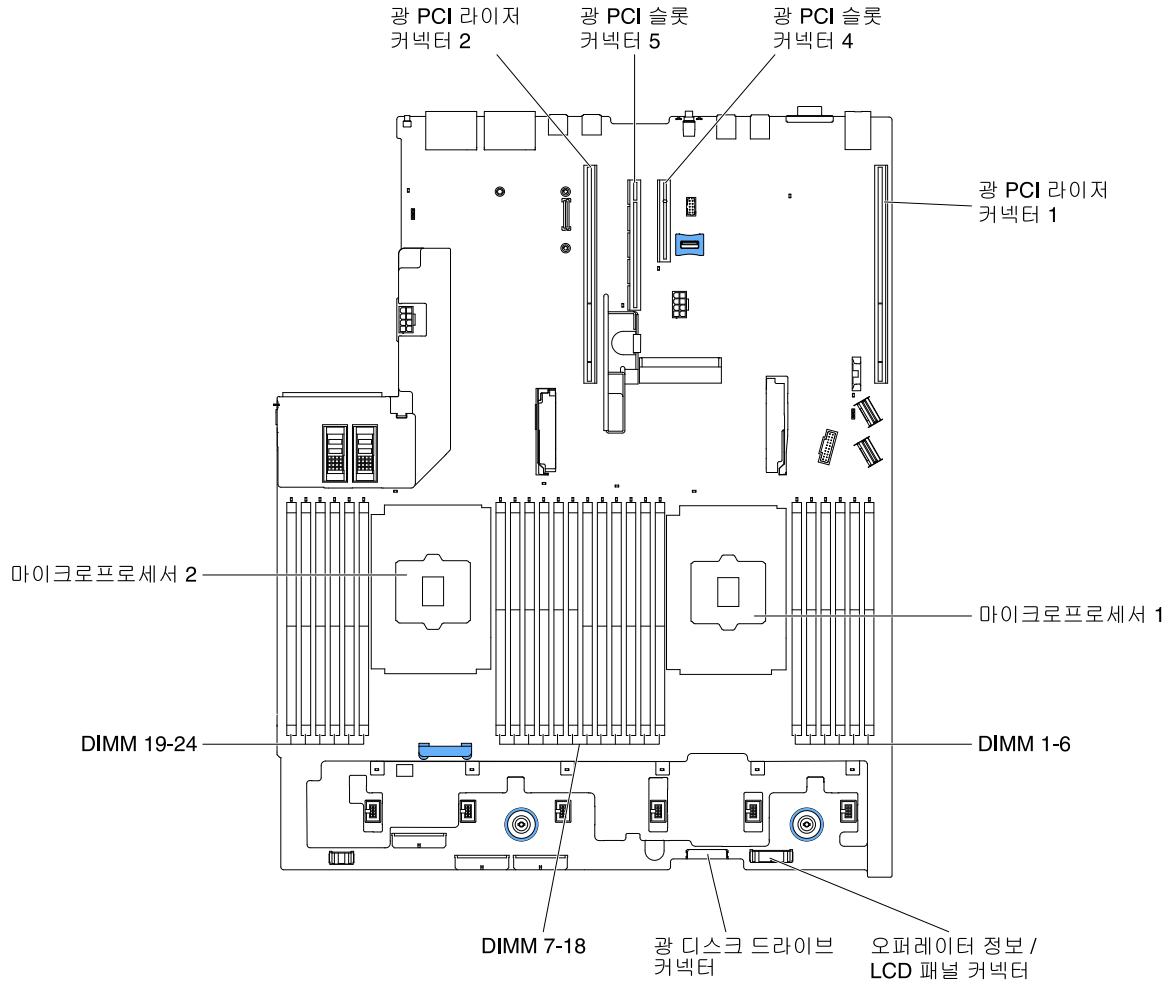 광 PCI 라이저
커넥터 2
광 PCI 슬롯
커넥터 5
광 PCI 슬롯
커넥터 4
광 PCI 라이저
커넥터 1
마이크로프로세서 2
마이크로프로세서 1
DIMM 19-24
DIMM 1-6
DIMM 7-18
광 디스크 드라이브
커넥터
오퍼레이터 정보 /
LCD 패널 커넥터